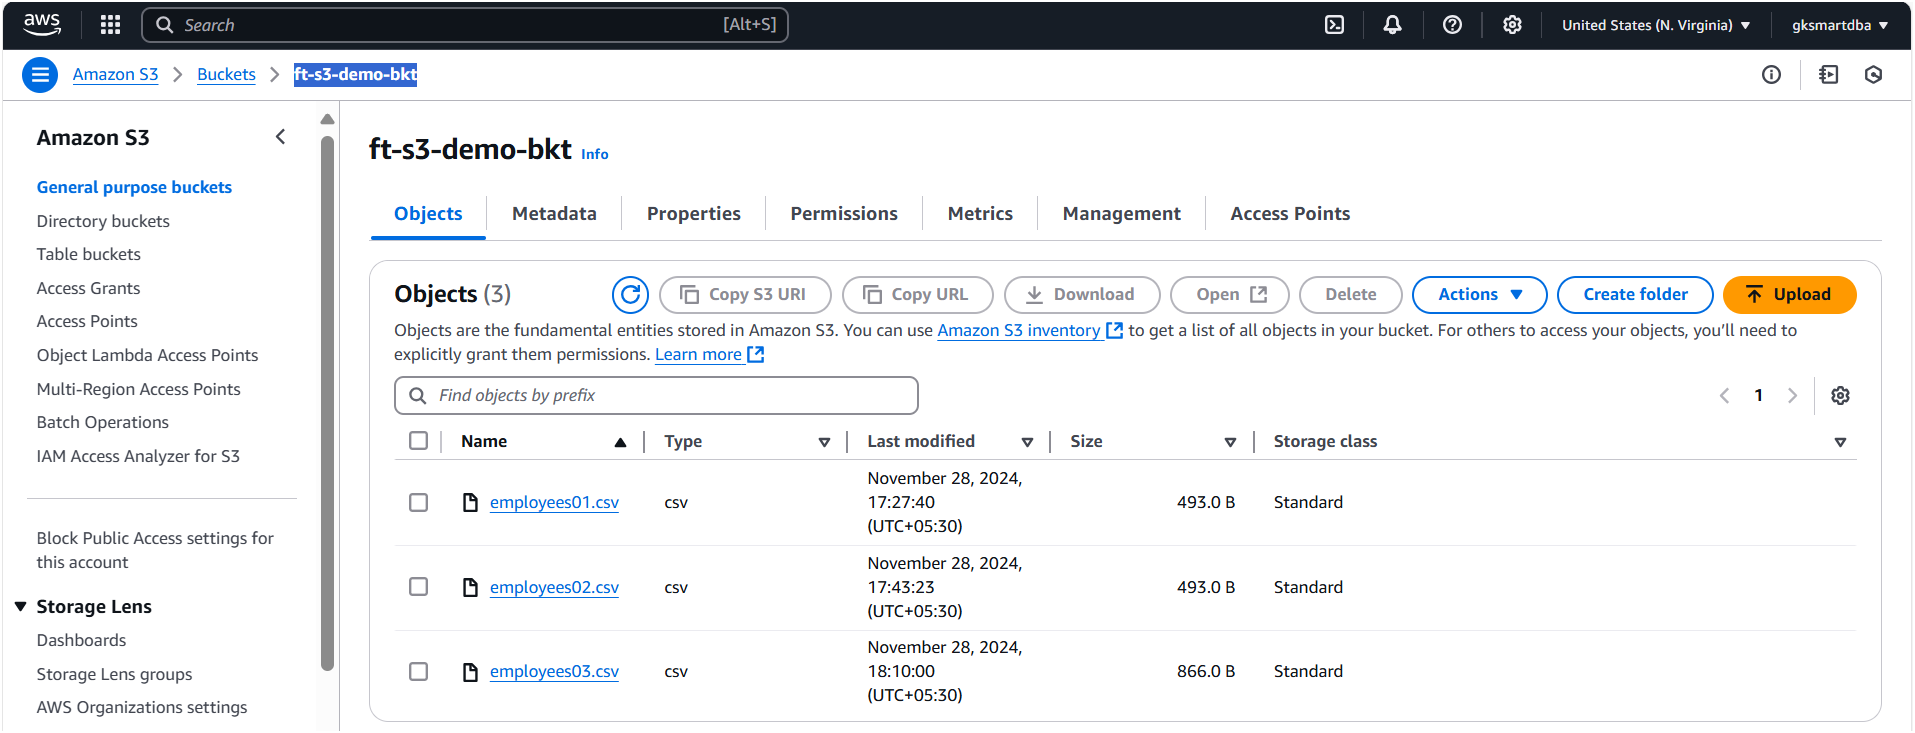 aws Search [Alt+S] United States (N. Virginia) gksmartdba
Amazon S3 Buckets ft-s3-demo-bkt
Amazon S3
General purpose buckets
Directory buckets
Table buckets
Access Grants
Access Points
Object Lambda Access Points
Multi-Region Access Points
Batch Operations
IAM Access Analyzer for S3
Block Public Access settings for
this account
Storage Lens
Dashboards
Storage Lens groups
AWS Organizations settings
ft-s3-demo-bkt Info
Objects Metadata Properties Permissions Metrics Management Access Points
Objects (3) Copy S3 URI Copy URL Download Open Delete Actions Create folder Upload
Objects are the fundamental entities stored in Amazon S3. You can use Amazon S3 inventory to get a list of all objects in your bucket. For others to access your objects, you'll need to
explicitly grant them permissions. Learn more
Find objects by prefix 1
Name Type Last modified Size Storage class
employees01.csv csv November 28, 2024, 493.0 B Standard
17:27:40
(UTC+05:30)
employees02.csv csv November 28, 2024, 493.0 B Standard
17:43:23
(UTC+05:30)
employees03.csv csv November 28, 2024, 866.0 B Standard
18:10:00
(UTC+05:30)